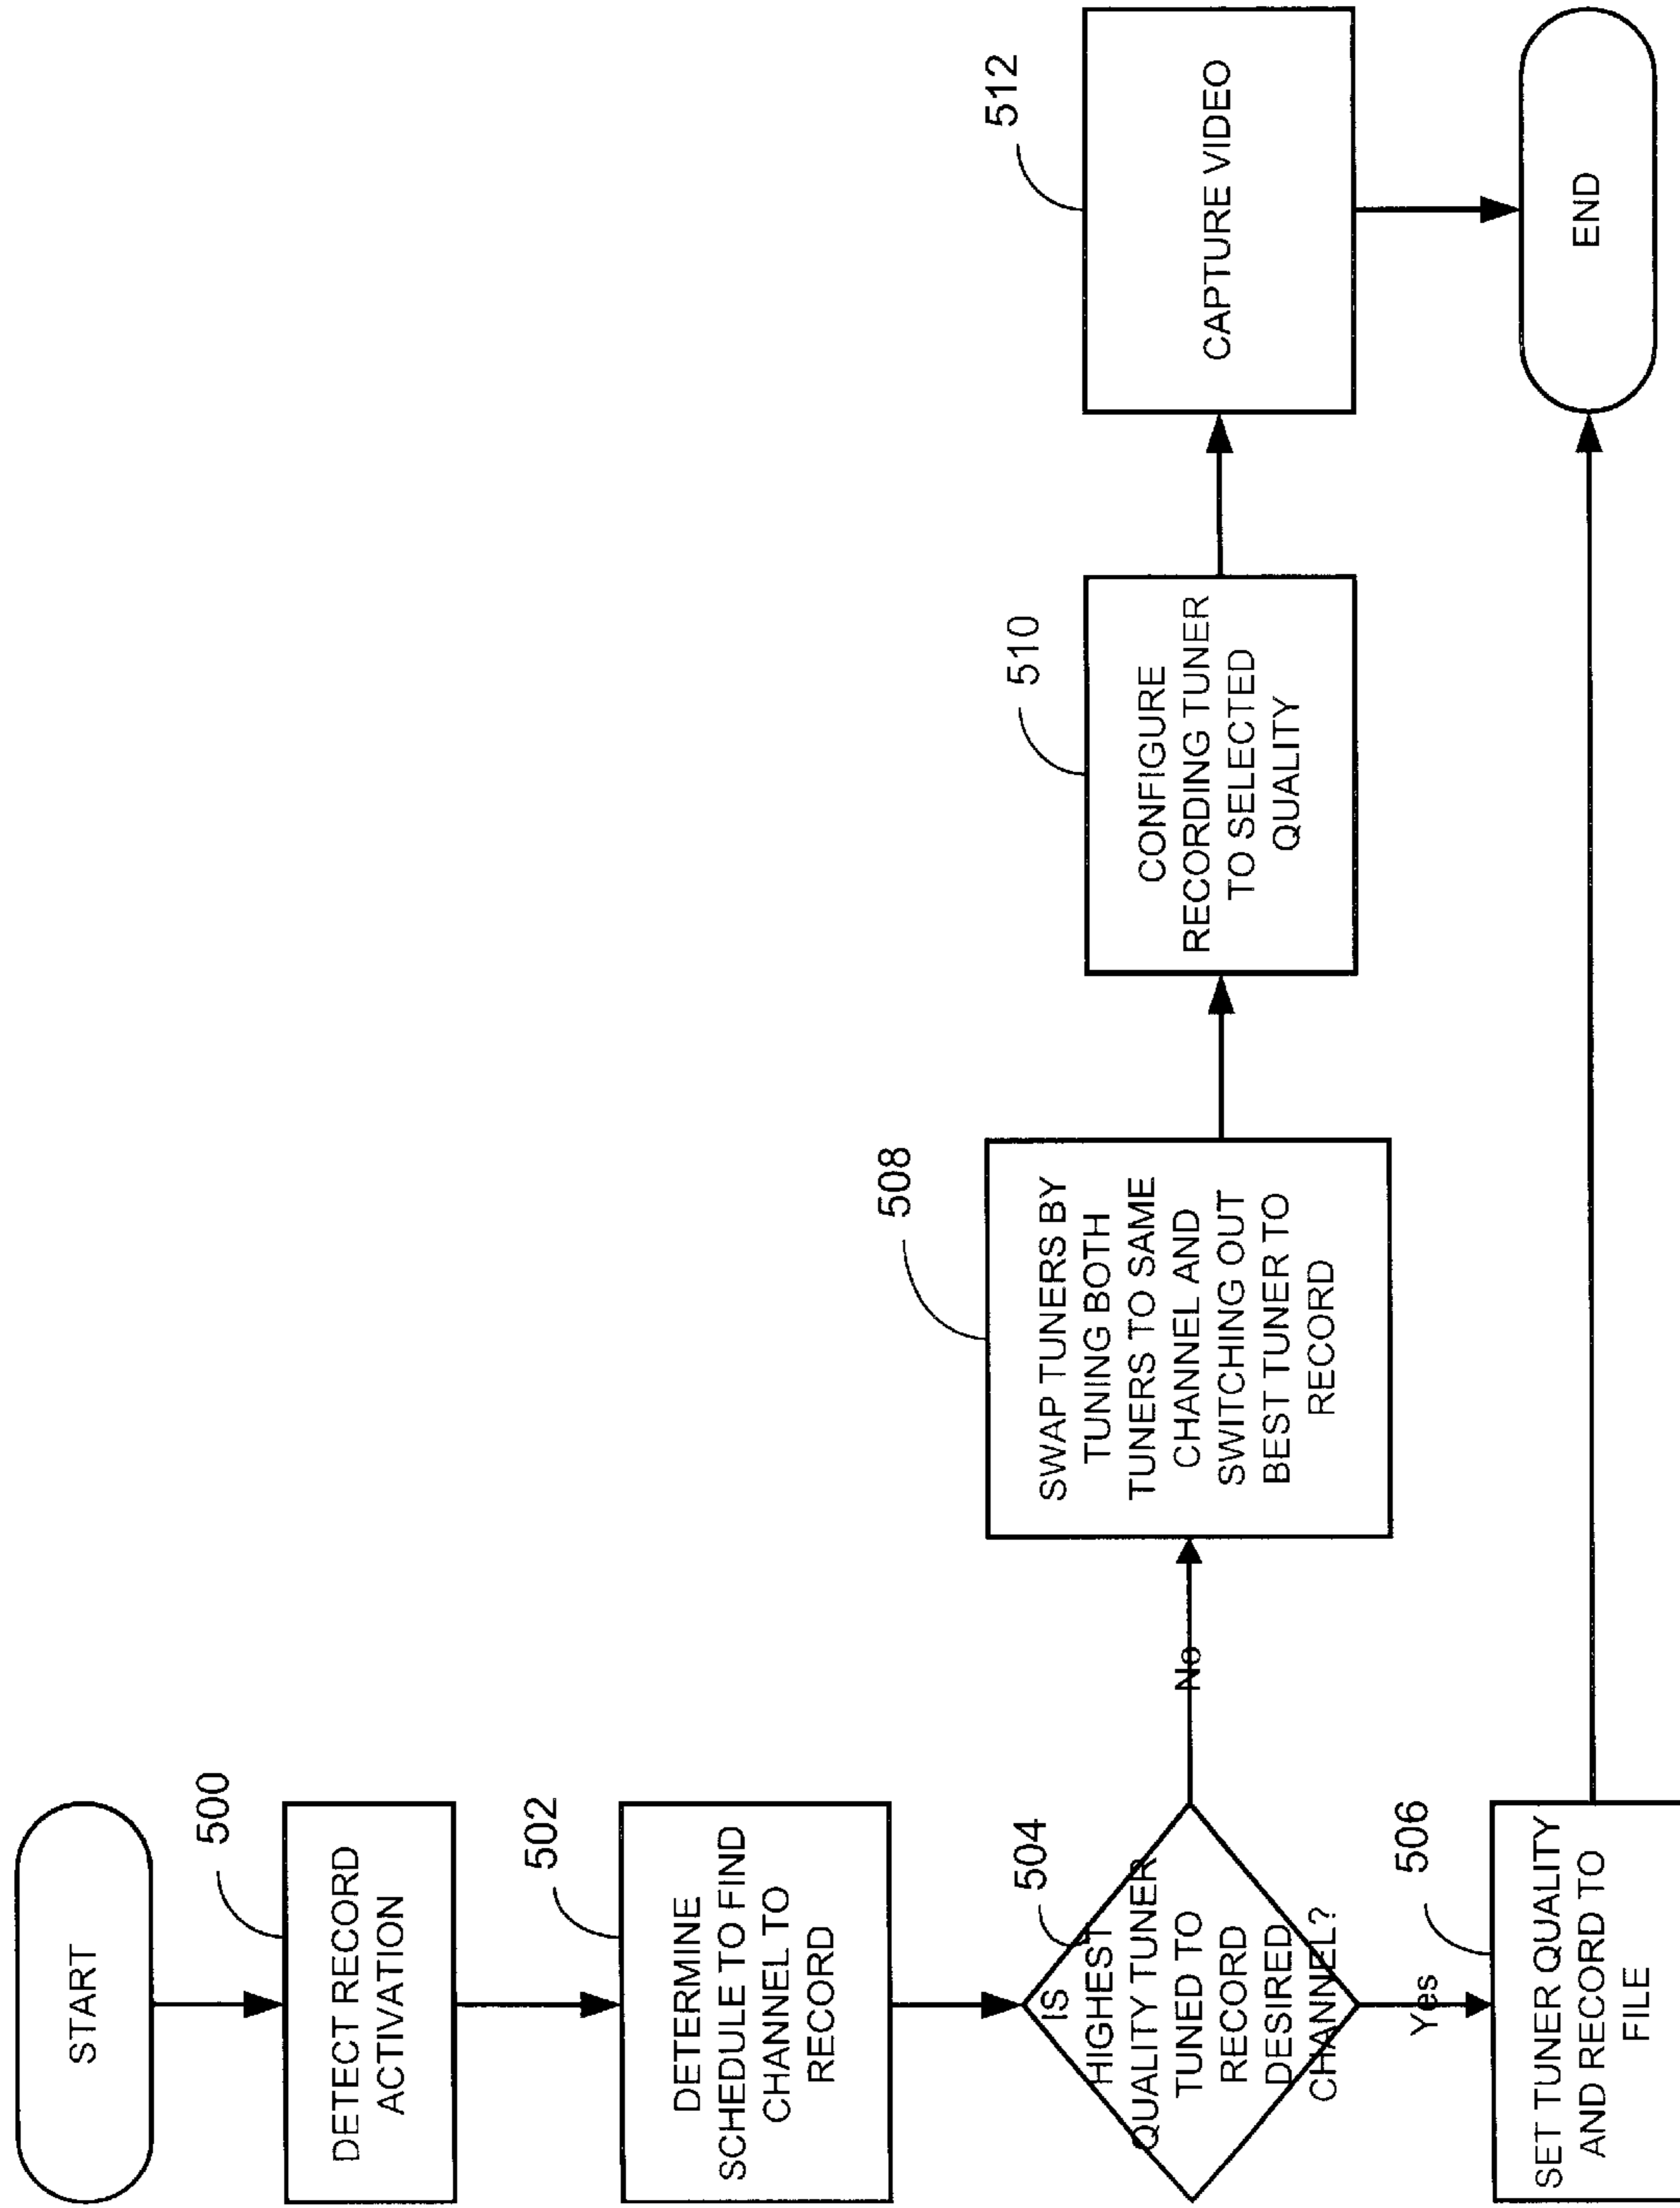 START
500
DETECT RECORD
ACTIVATION
502
DETERMINE
SCHEDULE TO FIND
CHANNEL TO
RECORD
504
IS
HIGHEST
QUALITY TUNER
TUNED TO
RECORD
DESIRED
CHANNEL?
Yes
506
SET TUNER QUALITY
AND RECORD TO
FILE
No
508
SWAP TUNERS BY
TUNING BOTH
TUNERS TO SAME
CHANNEL AND
SWITCHING OUT
BEST TUNER TO
RECORD
510
CONFIGURE
RECORDING TUNER
TO SELECTED
QUALITY
512
CAPTURE VIDEO
END